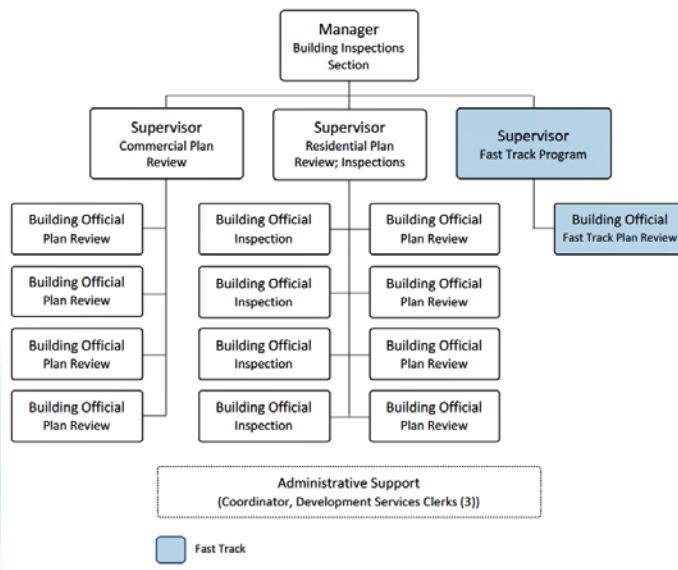 Manager
Building Inspections
Section
Supervisor
Commercial Plan
Review
Supervisor
Residential Plan
Review; Inspections
Supervisor
Fast Track Program
Building Official
Plan Review
Building Official
Inspection
Building Official
Plan Review
Building Official
Fast Track Plan Review
Building Official
Plan Review
Building Official
Inspection
Building Official
Plan Review
Building Official
Plan Review
Building Official
Inspection
Building Official
Plan Review
Building Official
Plan Review
Building Official
Inspection
Building Official
Plan Review
Administrative Support
(Coordinator, Development Services Clerks (3))
Fast Track